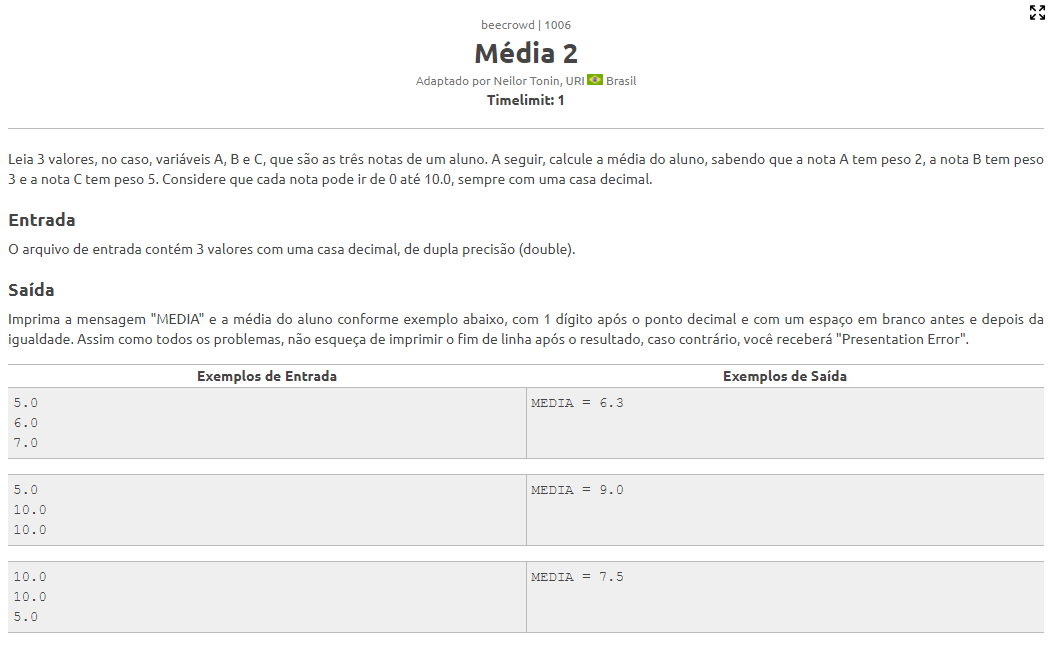 beecrowd | 1006
Média 2
Adaptado por Neilor Tonin, URI Brasil
Timelimit: 1
Leia 3 valores, no caso, variáveis A, B e C, que são as três notas de um aluno. A seguir, calcule a média do aluno, sabendo que a nota A tem peso 2, a nota B tem peso
3 e a nota C tem peso 5. Considere que cada nota pode ir de 0 até 10.0, sempre com uma casa decimal.
Entrada
O arquivo de entrada contém 3 valores com uma casa decimal, de dupla precisão (double).
Saída
Imprima a mensagem "MEDIA" e a média do aluno conforme exemplo abaixo, com 1 dígito após o ponto decimal e com um espaço em branco antes e depois da
igualdade. Assim como todos os problemas, não esqueça de imprimir o fim de linha após o resultado, caso contrário, você receberá "Presentation Error".
Exemplos de Entrada Exemplos de Saída
5.0 MEDIA = 6.3
6.0
7.0
5.0 MEDIA = 9.0
10.0
10.0
10.0 MEDIA = 7.5
10.0
5.0